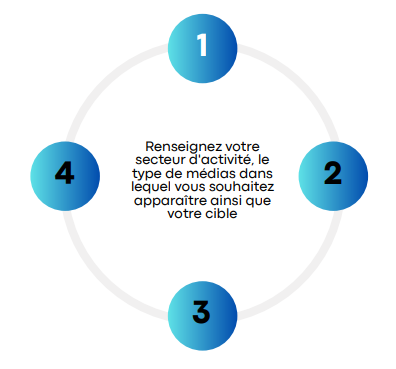 1
Renseignez votre
secteur d'activité, le
type de médias dans
lequel vous souhaitez
apparaître ainsi que
votre cible
4
2
3